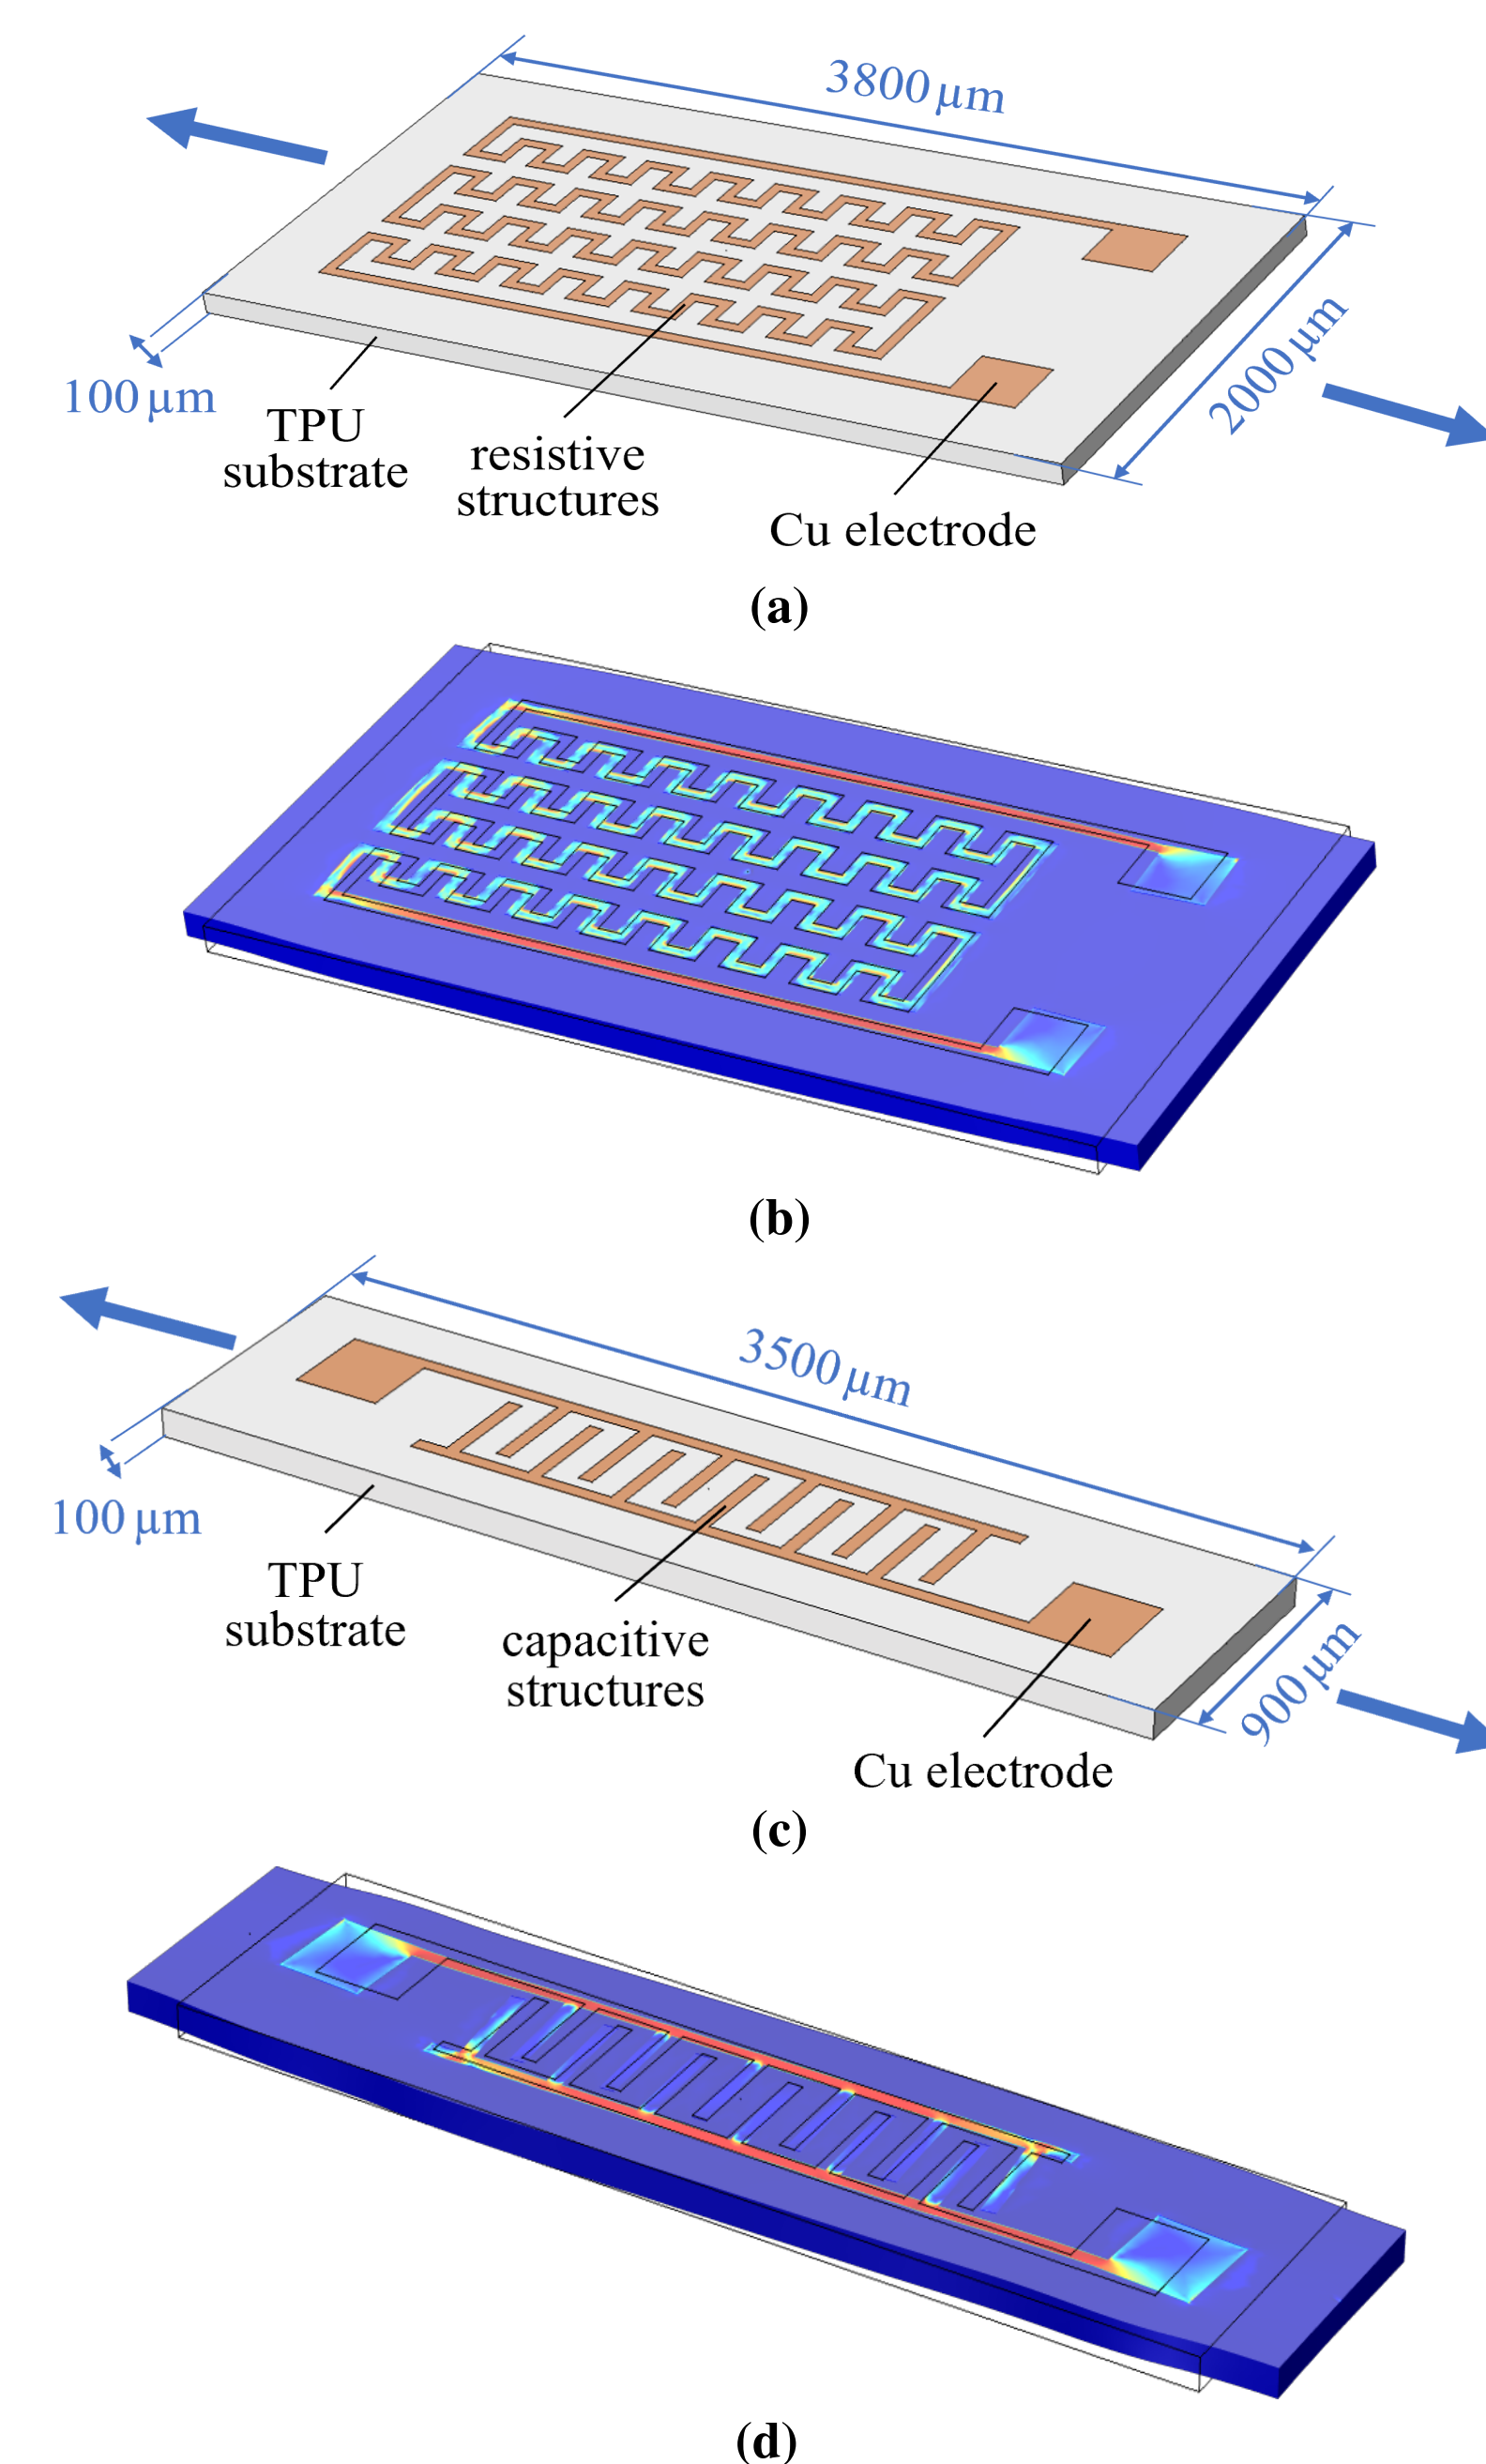 3800 μm
2000 μm
100 μm
TPU
substrate
resistive
structures
Cu electrode
(a)
(b)
3500 μm
100 μm
TPU
substrate
capacitive
structures
900 μm
Cu electrode
(c)
(d)